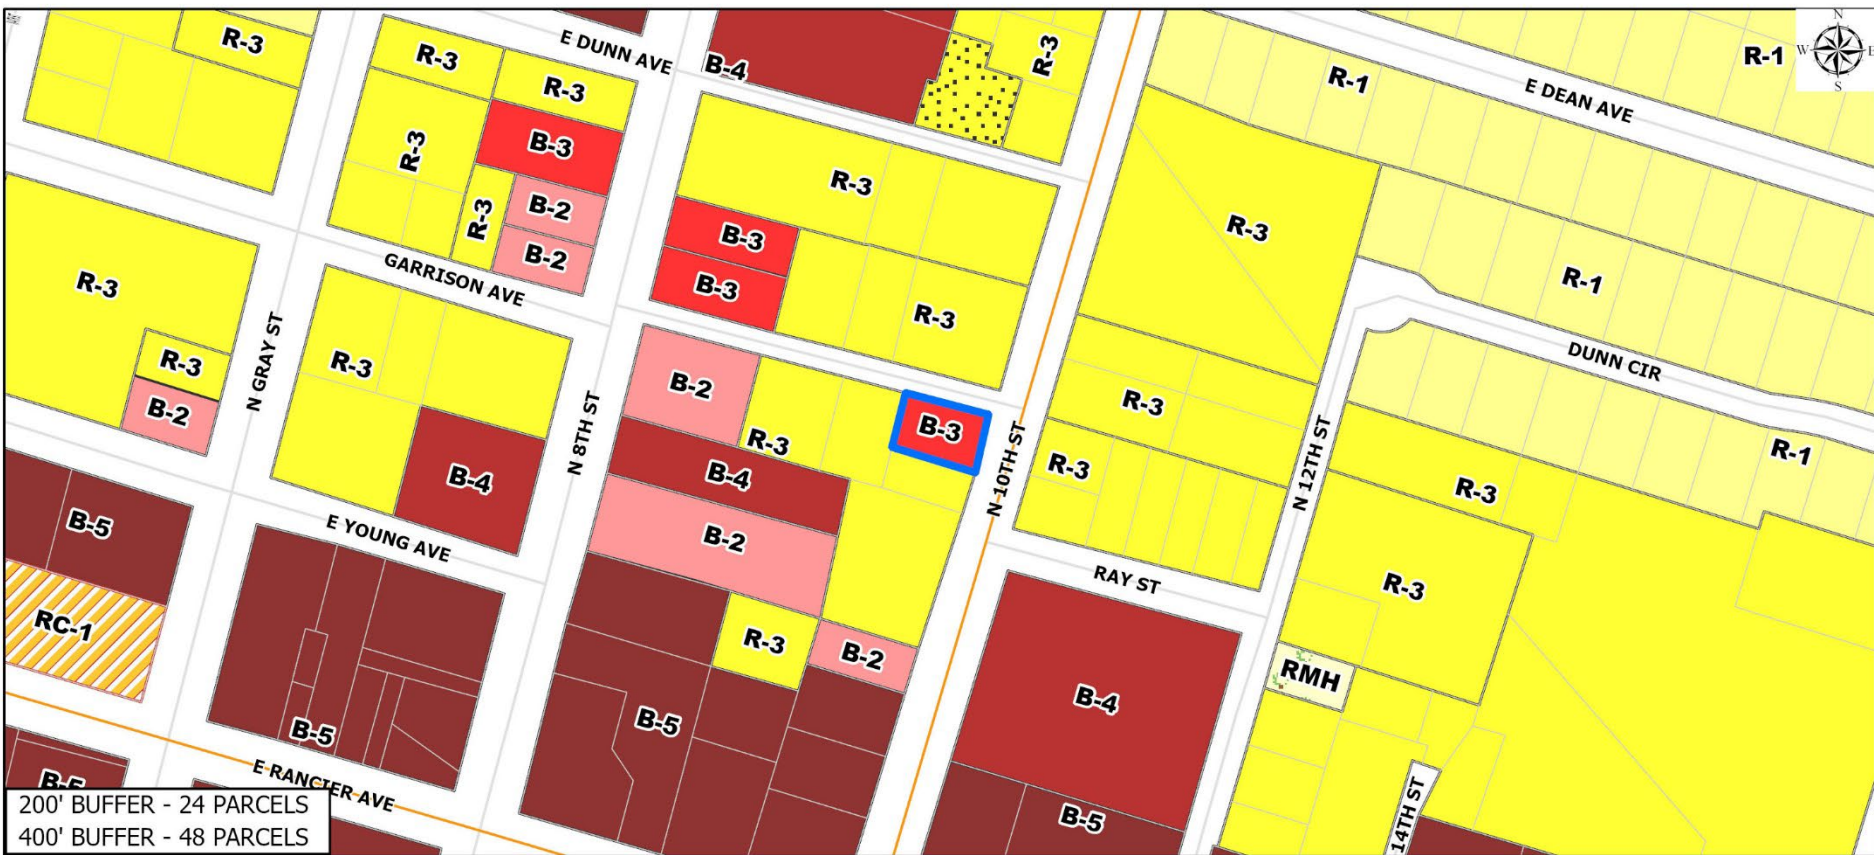 R-3
R-3
R-3
E DUNN AVE
B-4
R-3
R-1
R-1
N
W
E
S
E DEAN AVE
R-3
B-3
R-3
B-2
R-3
B-2
R-3
B-3
B-3
R-3
R-3
R-1
R-3
GARRISON AVE
N GRAY ST
R-3
B-2
R-3
B-4
N 8TH ST
B-2
R-3
B-3
R-3
R-3
N 10TH ST
N 12TH ST
DUNN CIR
R-1
R-3
B-4
B-2
B-5
E YOUNG AVE
RC-1
B-5
R-3
B-2
B-5
RAY ST
B-4
R-3
RMH
B-5
E RANCIER AVE
B-5
14TH ST
200' BUFFER - 24 PARCELS
400' BUFFER - 48 PARCELS